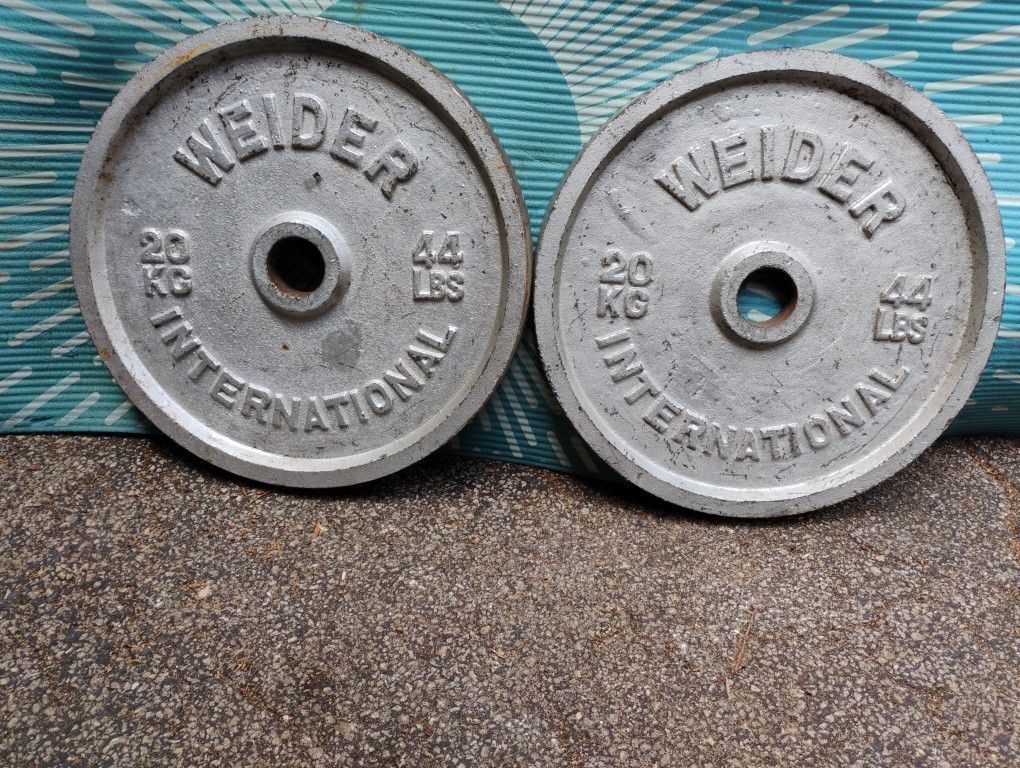 WEIDER
20 KG
44 LBS
INTERNATIONAL
WEIDER
20 KG
44 LBS
INTERNATIONAL